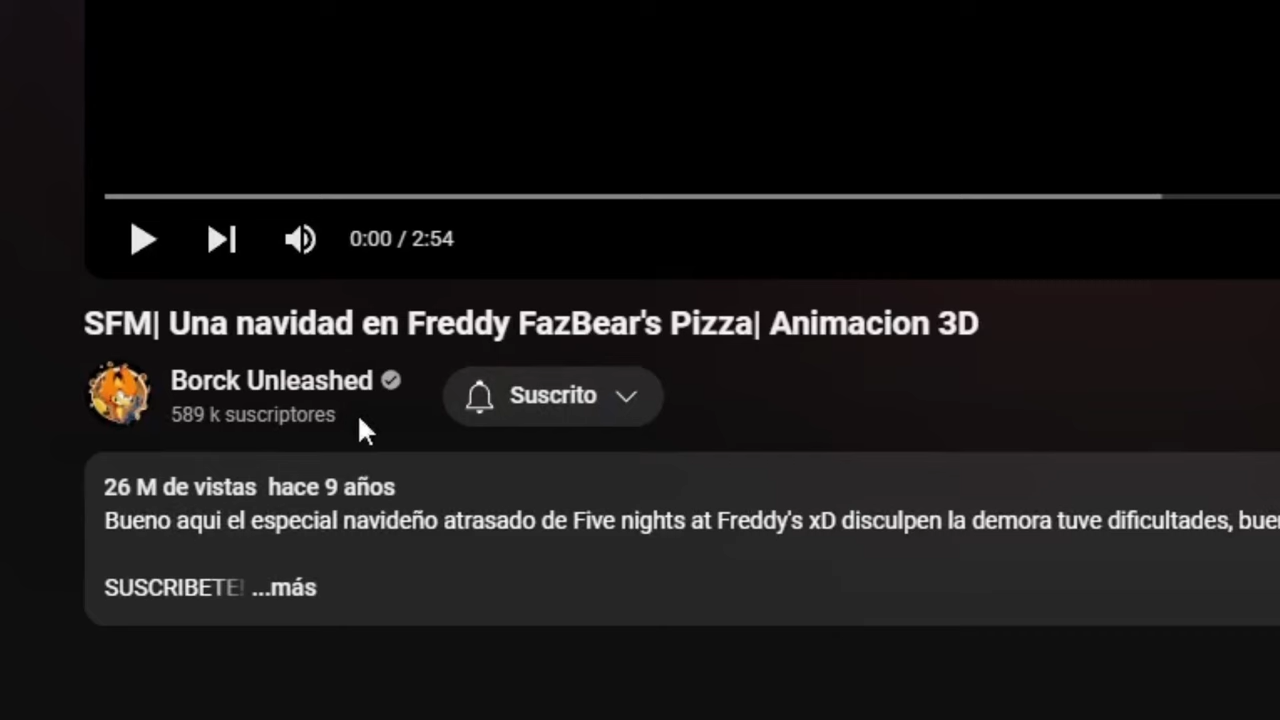 0:00 / 2:54
SFM| Una navidad en Freddy FazBear's Pizza| Animacion 3D
Borck Unleashed
Suscrito
589 k suscriptores
26 M de vistas hace 9 años
Bueno aqui el especial navideño atrasado de Five nights at Freddy's xD disculpen la demora tuve dificultades,
SUSCRIBETE! ...más